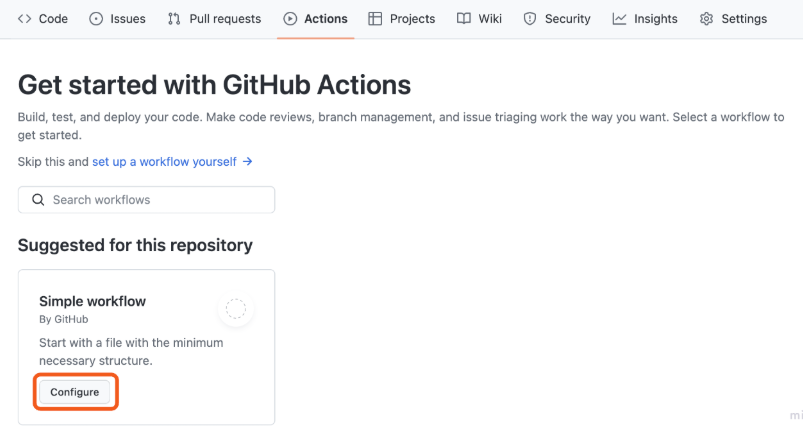 Code Issues Pull requests Actions Projects Wiki Security Insights Settings
Get started with GitHub Actions
Build, test, and deploy your code. Make code reviews, branch management, and issue triaging work the way you want. Select a workflow to
get started.
Skip this and set up a workflow yourself →
Search workflows
Suggested for this repository
Simple workflow
By GitHub
Start with a file with the minimum
necessary structure.
Configure